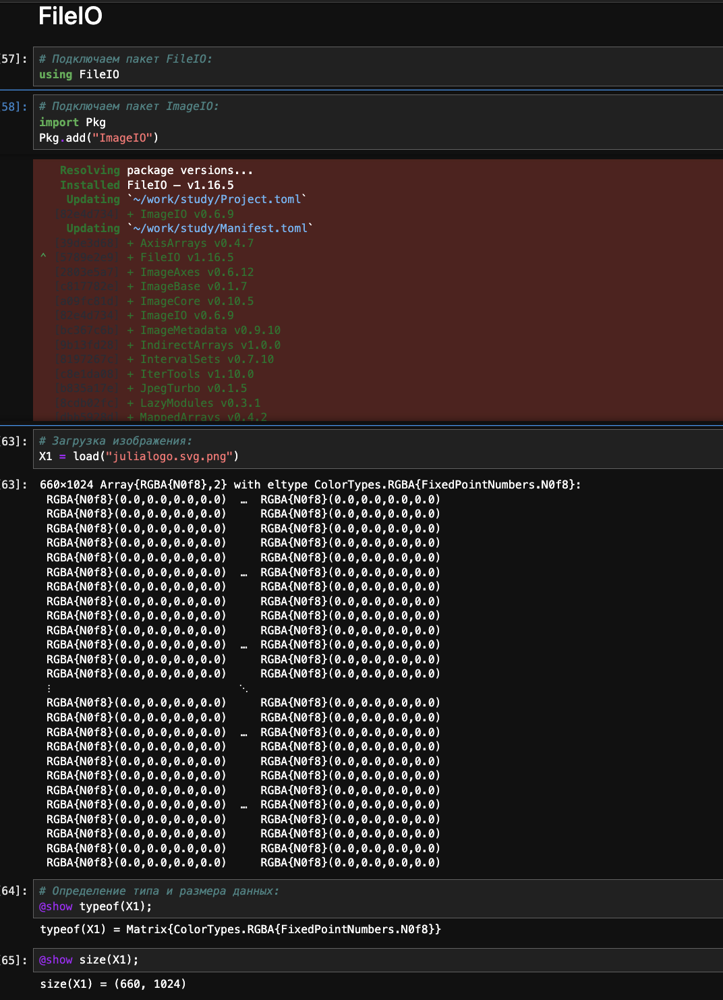 FileIO
57]:
# Подключаем пакет FileIO:
using FileIO
58]:
# Подключаем пакет ImageIO:
import Pkg
Pkg.add("ImageIO")
Resolving package versions...
Installed FileIO — v1.16.5
Updating `~/work/study/Project.toml`
+ ImageIO v0.6.9
Updating `~/work/study/Manifest.toml`
+ AxisArrays v0.4.7
^ + FileIO v1.16.5
+ ImageAxes v0.6.12
+ ImageBase v0.1.7
+ ImageCore v0.10.5
+ ImageIO v0.6.9
+ ImageMetadata v0.9.10
+ IndirectArrays v1.0.0
+ IntervalSets v0.7.10
+ IterTools v1.10.0
+ JpegTurbo v0.1.5
+ LazyModules v0.3.1
+ MappedArrays v0.4.2
63]:
# Загрузка изображения:
X1 = load("julialogo.svg.png")
63]:
660×1024 Array{RGBA{N0f8},2} with eltype ColorTypes.RGBA{FixedPointNumbers.N0f8}:
RGBA{N0f8}(0.0,0.0,0.0,0.0) … RGBA{N0f8}(0.0,0.0,0.0,0.0)
RGBA{N0f8}(0.0,0.0,0.0,0.0) RGBA{N0f8}(0.0,0.0,0.0,0.0)
RGBA{N0f8}(0.0,0.0,0.0,0.0) RGBA{N0f8}(0.0,0.0,0.0,0.0)
RGBA{N0f8}(0.0,0.0,0.0,0.0) RGBA{N0f8}(0.0,0.0,0.0,0.0)
RGBA{N0f8}(0.0,0.0,0.0,0.0) RGBA{N0f8}(0.0,0.0,0.0,0.0)
RGBA{N0f8}(0.0,0.0,0.0,0.0) … RGBA{N0f8}(0.0,0.0,0.0,0.0)
RGBA{N0f8}(0.0,0.0,0.0,0.0) RGBA{N0f8}(0.0,0.0,0.0,0.0)
RGBA{N0f8}(0.0,0.0,0.0,0.0) RGBA{N0f8}(0.0,0.0,0.0,0.0)
RGBA{N0f8}(0.0,0.0,0.0,0.0) RGBA{N0f8}(0.0,0.0,0.0,0.0)
RGBA{N0f8}(0.0,0.0,0.0,0.0) RGBA{N0f8}(0.0,0.0,0.0,0.0)
RGBA{N0f8}(0.0,0.0,0.0,0.0) … RGBA{N0f8}(0.0,0.0,0.0,0.0)
RGBA{N0f8}(0.0,0.0,0.0,0.0) RGBA{N0f8}(0.0,0.0,0.0,0.0)
RGBA{N0f8}(0.0,0.0,0.0,0.0) RGBA{N0f8}(0.0,0.0,0.0,0.0)
⋮ ⋱
RGBA{N0f8}(0.0,0.0,0.0,0.0) RGBA{N0f8}(0.0,0.0,0.0,0.0)
RGBA{N0f8}(0.0,0.0,0.0,0.0) RGBA{N0f8}(0.0,0.0,0.0,0.0)
RGBA{N0f8}(0.0,0.0,0.0,0.0) … RGBA{N0f8}(0.0,0.0,0.0,0.0)
RGBA{N0f8}(0.0,0.0,0.0,0.0) RGBA{N0f8}(0.0,0.0,0.0,0.0)
RGBA{N0f8}(0.0,0.0,0.0,0.0) RGBA{N0f8}(0.0,0.0,0.0,0.0)
RGBA{N0f8}(0.0,0.0,0.0,0.0) RGBA{N0f8}(0.0,0.0,0.0,0.0)
RGBA{N0f8}(0.0,0.0,0.0,0.0) RGBA{N0f8}(0.0,0.0,0.0,0.0)
RGBA{N0f8}(0.0,0.0,0.0,0.0) … RGBA{N0f8}(0.0,0.0,0.0,0.0)
RGBA{N0f8}(0.0,0.0,0.0,0.0) RGBA{N0f8}(0.0,0.0,0.0,0.0)
RGBA{N0f8}(0.0,0.0,0.0,0.0) RGBA{N0f8}(0.0,0.0,0.0,0.0)
RGBA{N0f8}(0.0,0.0,0.0,0.0) RGBA{N0f8}(0.0,0.0,0.0,0.0)
RGBA{N0f8}(0.0,0.0,0.0,0.0) RGBA{N0f8}(0.0,0.0,0.0,0.0)
64]:
# Определение типа и размера данных:
@show typeof(X1);
typeof(X1) = Matrix{ColorTypes.RGBA{FixedPointNumbers.N0f8}}
65]:
@show size(X1);
size(X1) = (660, 1024)